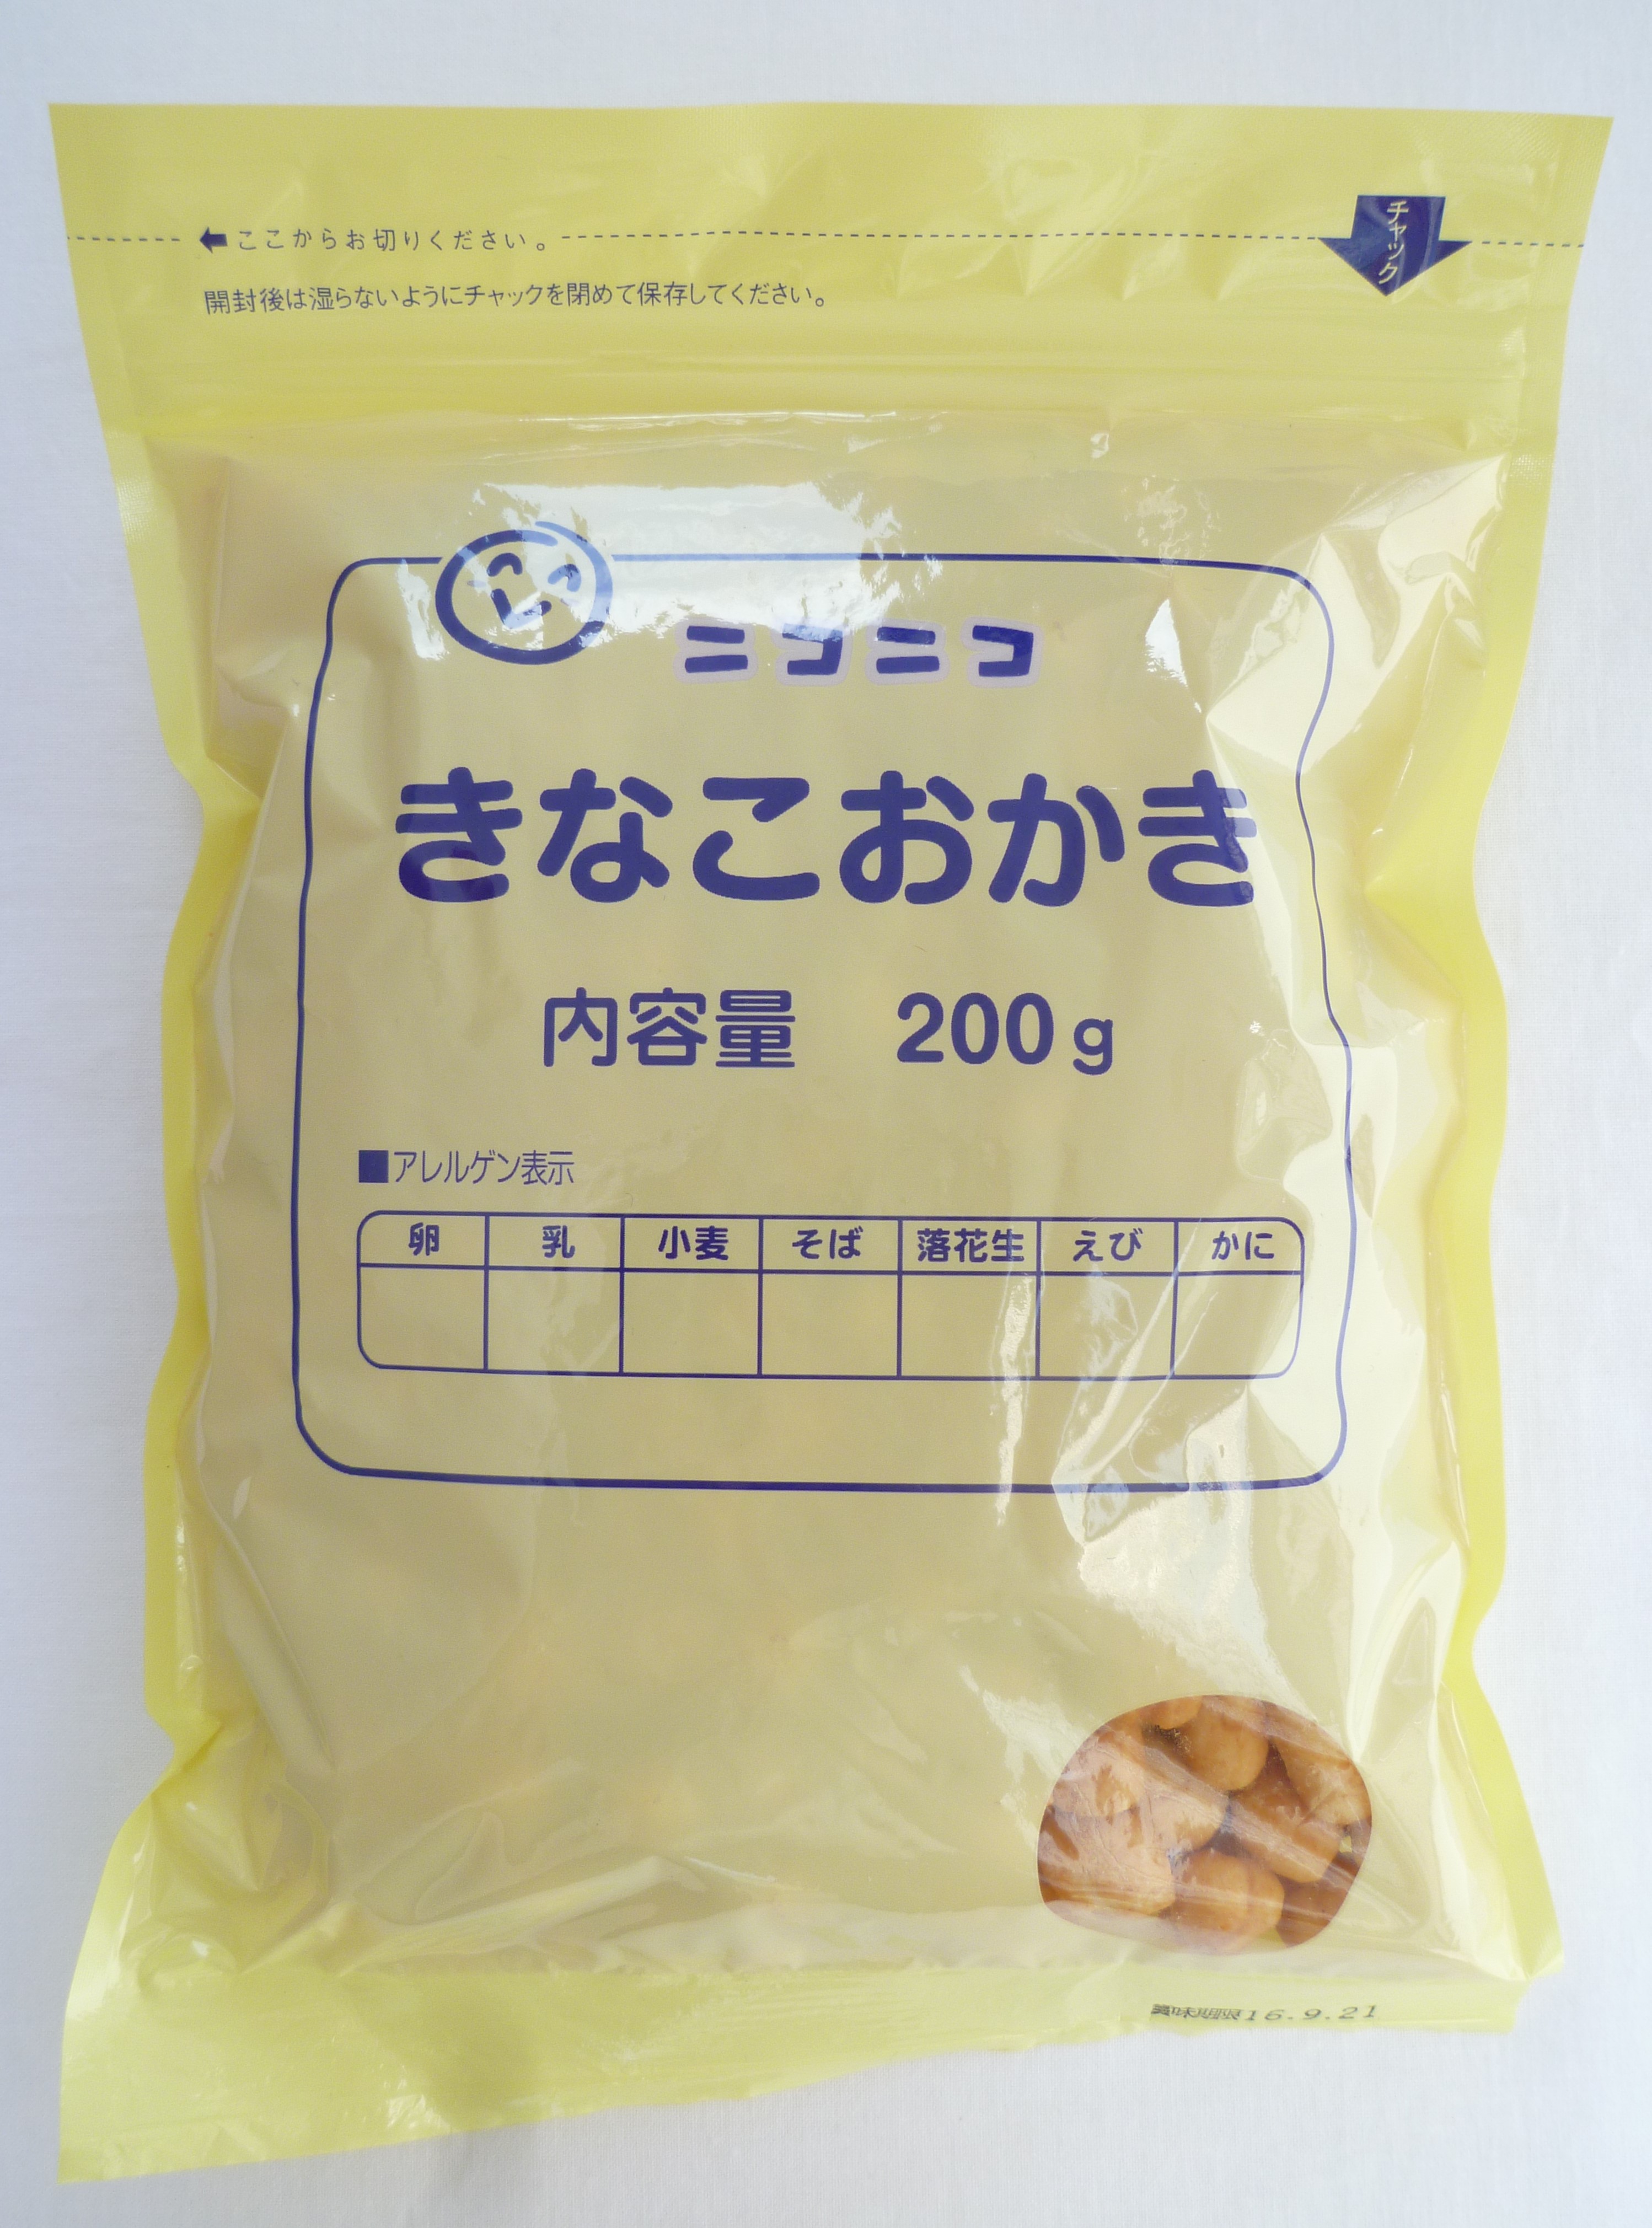 ここからお切りください。
チャック
開封後は湿らないようにチャックを閉めて保存してください。
ニコニコ
きなこおかき
内容量 200g
■アレルゲン表示
卵 乳 小麦 そば 落花生 えび かに
賞味期限16.9.21